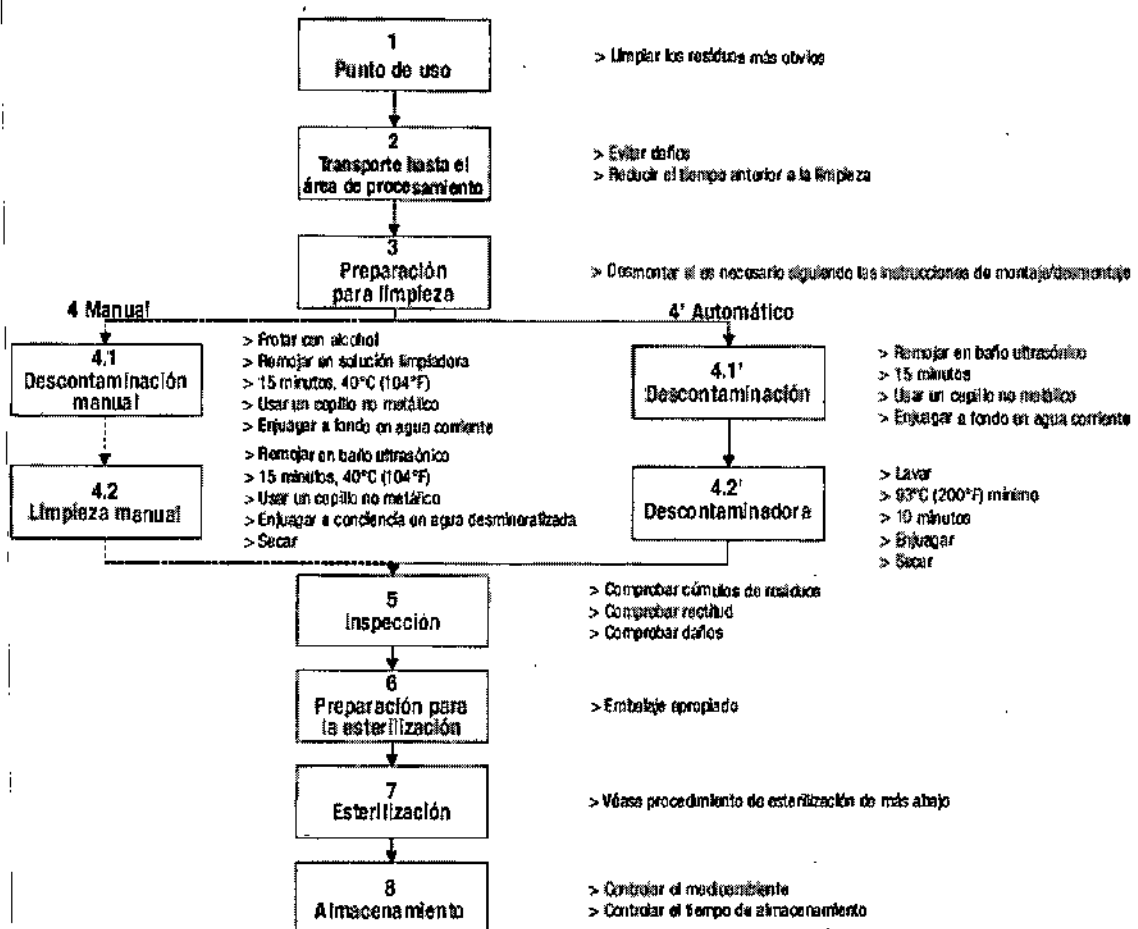 1
Punto de uso
> Limpiar los residuos más obvios
2
Transporte hasta el
área de procesamiento
> Evitar daños
> Reducir el tiempo anterior a la limpieza
3
Preparación
para limpieza
> Desmontar si es necesario siguiendo las instrucciones de montaje/desmontaje
4 Manual
4' Automático
4.1
Descontaminación
manual
> Frotar con alcohol
> Remojar en solución limpiadora
> 15 minutos, 40°C (104°F)
> Usar un cepillo no metálico
> Enjuagar a fondo en agua corriente
4.1'
Descontaminación
> Remojar en baño ultrasónico
> 15 minutos
> Usar un cepillo no metálico
> Enjuagar a fondo en agua corriente
4.2
Limpieza manual
> Remojar en baño ultrasónico
> 15 minutos, 40°C (104°F)
> Usar un cepillo no metálico
> Enjuagar a conciencia en agua desmineralizada
> Secar
4.2'
Descontaminadora
> Lavar
> 93°C (200°F) mínimo
> 10 minutos
> Enjuagar
> Secar
5
Inspección
> Comprobar cúmulos de residuos
> Comprobar rectitud
> Comprobar daños
6
Preparación para
la esterilización
> Embalaje apropiado
7
Esterilización
> Véase procedimiento de esterilización de más abajo
8
Almacenamiento
> Controlar el medioambiente
> Controlar el tiempo de almacenamiento